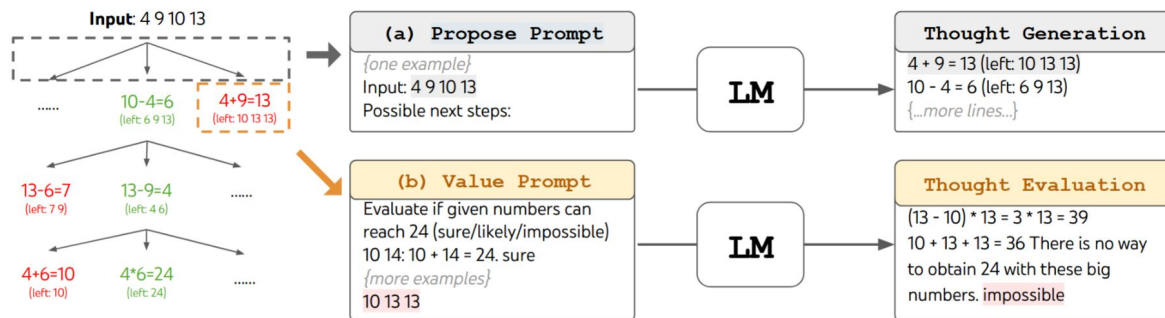 Input: 4 9 10 13
......
10-4=6
(left: 6 9 13)
4+9=13
(left: 10 13 13)
13-6=7
(left: 7 9)
13-9=4
(left: 4 6)
......
4+6=10
(left: 10)
4*6=24
(left: 24)
......
(a) Propose Prompt
{one example}
Input: 4 9 10 13
Possible next steps:
LM
Thought Generation
4 + 9 = 13 (left: 10 13 13)
10 - 4 = 6 (left: 6 9 13)
{...more lines...}
(b) Value Prompt
Evaluate if given numbers can
reach 24 (sure/likely/impossible)
10 14: 10 + 14 = 24. sure
{more examples}
10 13 13
LM
Thought Evaluation
(13 - 10) * 13 = 3 * 13 = 39
10 + 13 + 13 = 36 There is no way
to obtain 24 with these big
numbers. impossible